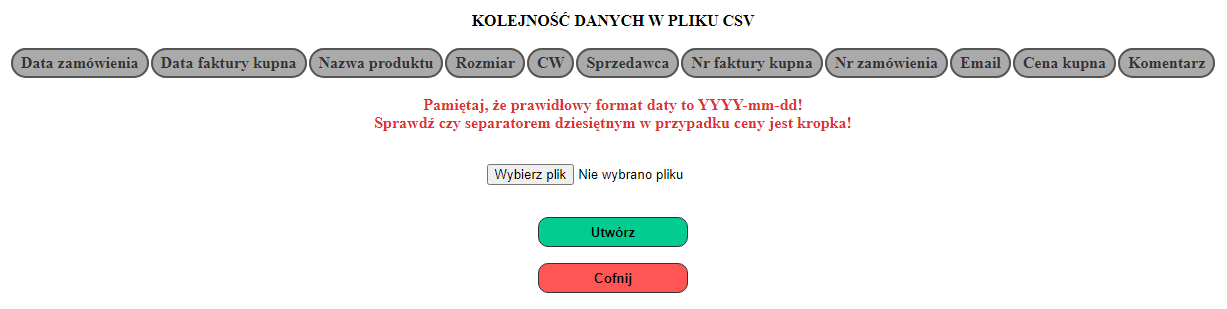 KOLEJNOŚĆ DANYCH W PLIKU CSV
Data zamówienia Data faktury kupna Nazwa produktu Rozmiar CW Sprzedawca Nr faktury kupna Nr zamówienia Email Cena kupna Komentarz
Pamiętaj, że prawidłowy format daty to YYYY-mm-dd!
Sprawdź czy separatorem dziesiętnym w przypadku ceny jest kropka!
Wybierz plik Nie wybrano pliku
Utwórz
Cofnij